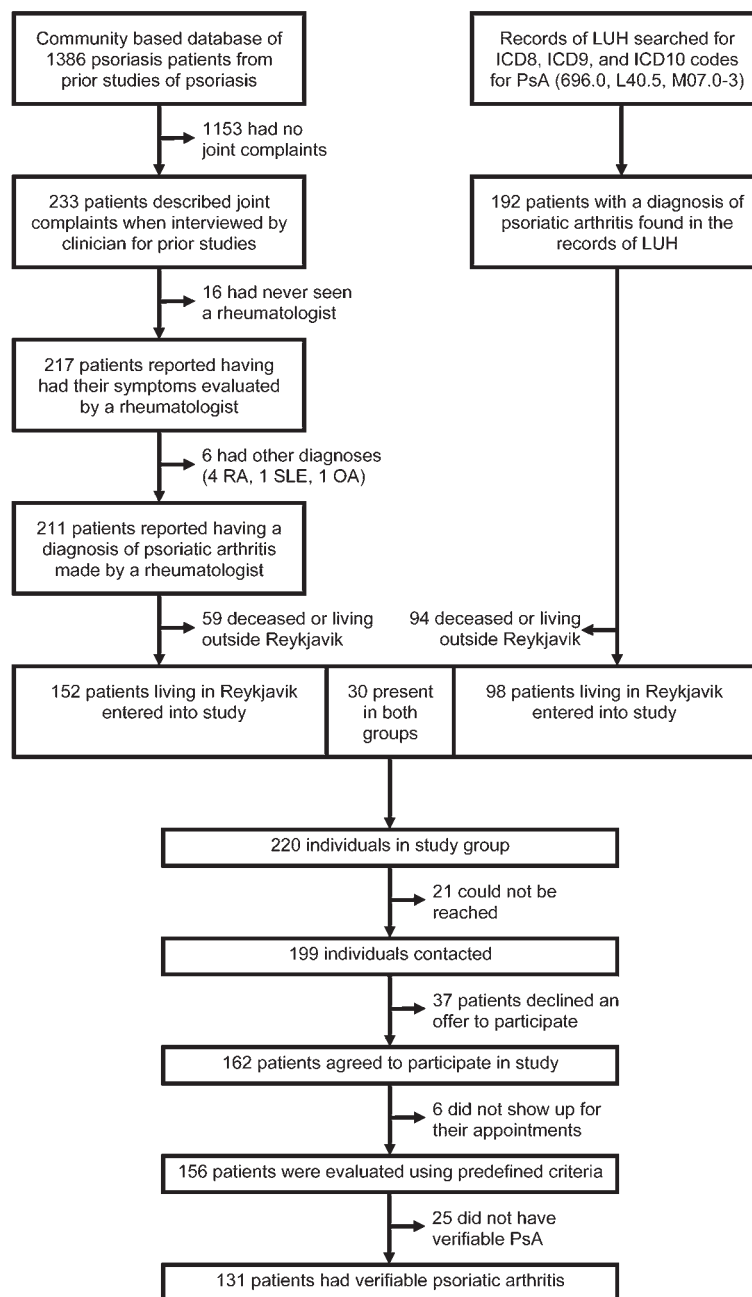 Community based database of
1386 psoriasis patients from
prior studies of psoriasis
1153 had no
joint complaints
233 patients described joint
complaints when interviewed by
clinician for prior studies
16 had never seen
a rheumatologist
217 patients reported having
had their symptoms evaluated
by a rheumatologist
6 had other diagnoses
(4 RA, 1 SLE, 1 OA)
211 patients reported having a
diagnosis of psoriatic arthritis
made by a rheumatologist
59 deceased or living
outside Reykjavik
Records of LUH searched for
ICD8, ICD9, and ICD10 codes
for PsA (696.0, L40.5, M07.0-3)
192 patients with a diagnosis of
psoriatic arthritis found in the
records of LUH
94 deceased or living
outside Reykjavik
152 patients living in Reykjavik
entered into study
30 present
in both
groups
98 patients living in Reykjavik
entered into study
220 individuals in study group
21 could not be
reached
199 individuals contacted
37 patients declined an
offer to participate
162 patients agreed to participate in study
6 did not show up for
their appointments
156 patients were evaluated using predefined criteria
25 did not have
verifiable PsA
131 patients had verifiable psoriatic arthritis